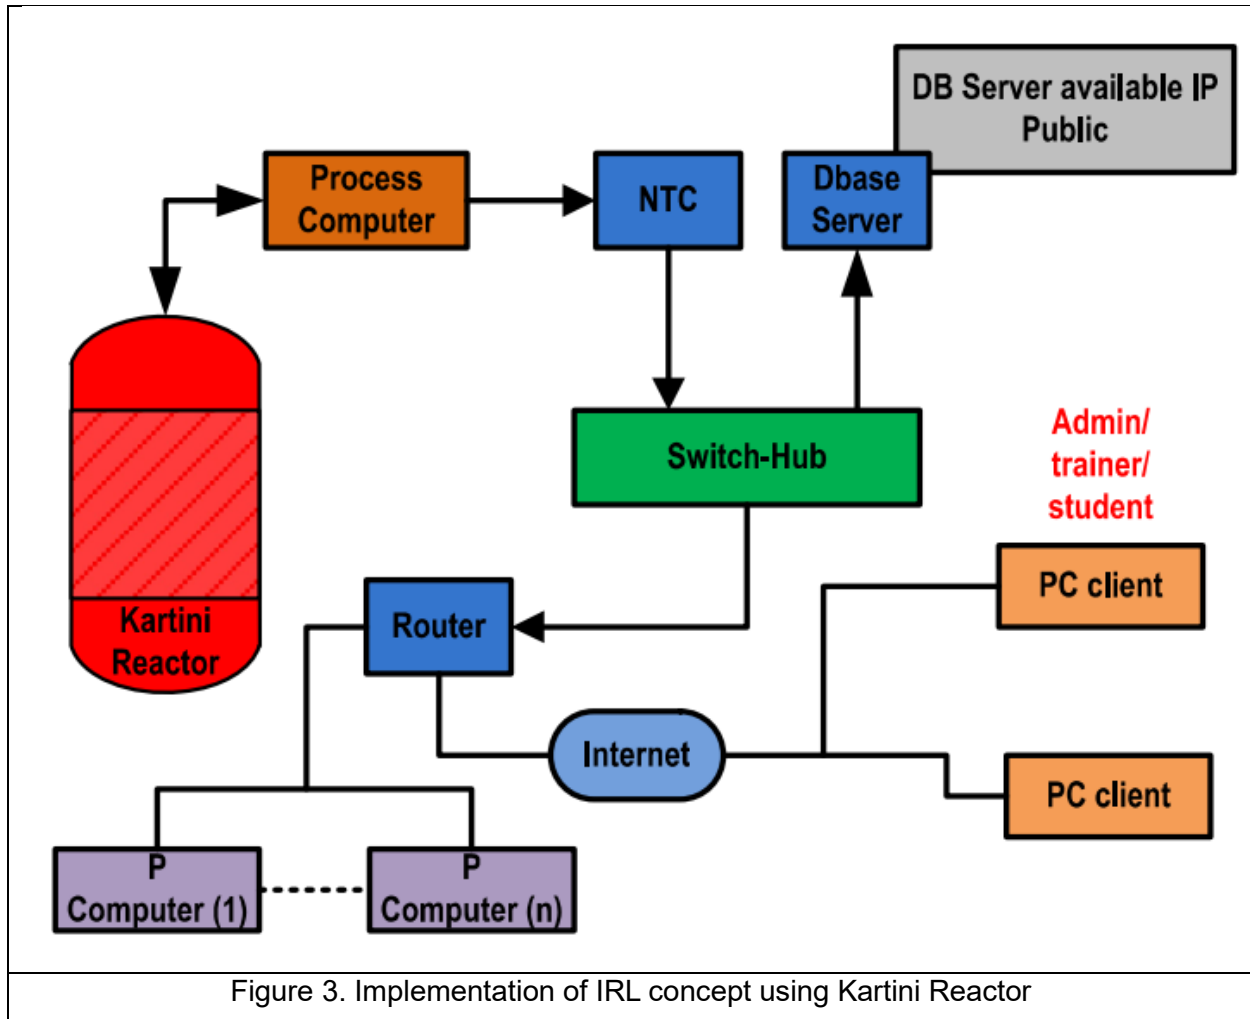 DB Server available IP
Public
Process
Computer
NTC
Dbase
Server
Switch-Hub
Admin/
trainer/
student
PC client
Kartini
Reactor
Router
Internet
PC client
P
Computer (1)
P
Computer (n)
Figure 3. Implementation of IRL concept using Kartini Reactor